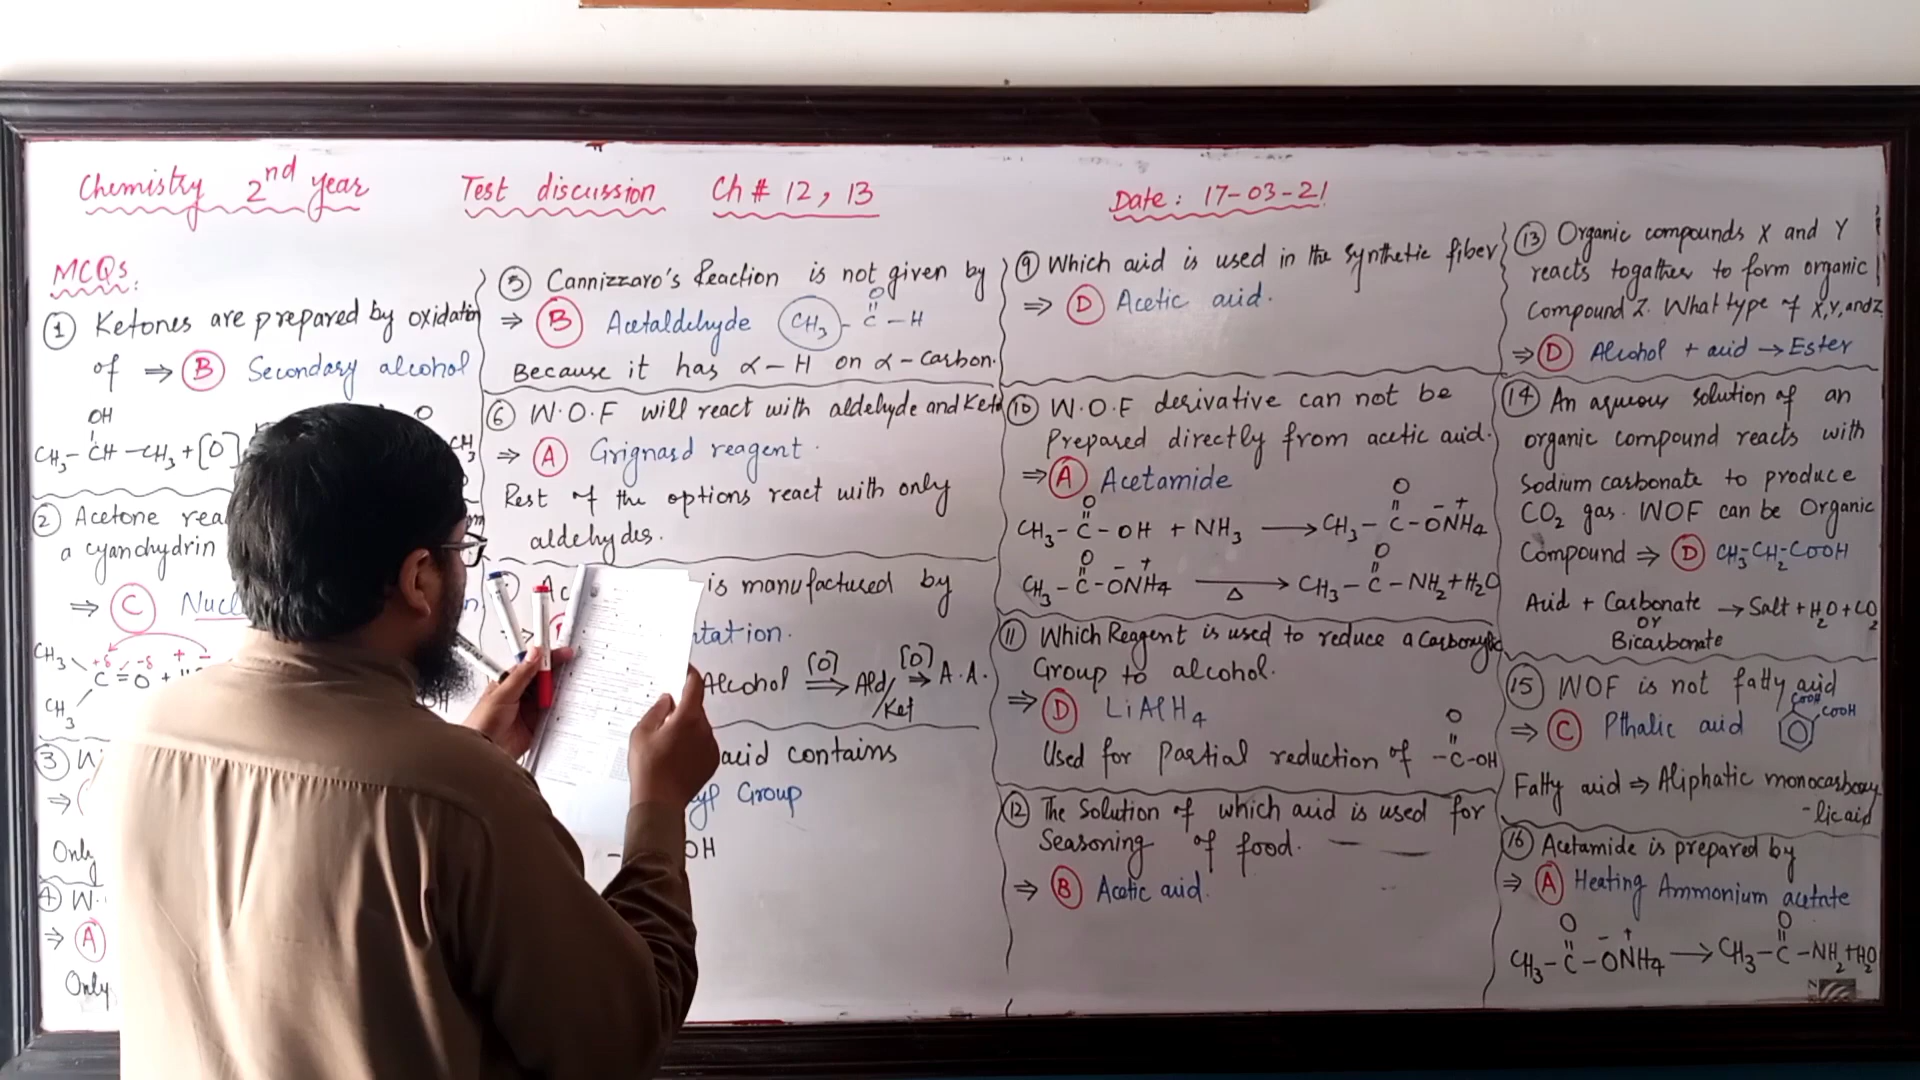 Chemistry 2nd year Test discussion Ch # 12, 13 Date: 17-03-21
MCQs:
① Ketones are prepared by oxidation
of ⇒ Ⓑ Secondary alcohol
OH O
CH3-CH-CH3+[O] CH3
② Acetone
a cyanohydrin
⇒ Ⓒ
CH3 +δ -δ + -
C=O +
CH3
③
⇒
Only
④ W.
⇒ Ⓐ
Only
⑤ Cannizzaro's Reaction is not given by
⇒ Ⓑ Acetaldehyde CH3-C-H
O
Because it has α-H on α-Carbon.
⑥ W.O.F will react with aldehyde and Keto
⇒ Ⓐ Grignard reagent.
Rest of the options react with only
aldehydes.
is manufactured by
Alcohol [O] ⟹ Ald/Ket [O] ⟹ A.A.
acid contains
Group
OH
⑨ Which acid is used in the synthetic fiber
⇒ Ⓓ Acetic acid.
⑩ W.O.F derivative can not be
Prepared directly from acetic acid.
⇒ Ⓐ Acetamide
O O
CH3-C-OH + NH3 → CH3-C-ONH4 - +
O O
CH3-C-ONH4 - + → Δ CH3-C-NH2+H2O
⑪ Which Reagent is used to reduce a Carboxylic
Group to alcohol.
⇒ Ⓓ LiAlH4
O
Used for Partial reduction of -C-OH
⑫ The Solution of which acid is used for
Seasoning of food.
⇒ Ⓑ Acetic acid.
⑬ Organic compounds X and Y
reacts togather to form organic
Compound Z. What type of X,Y, and Z
⇒ Ⓓ Alcohol + acid → Ester
⑭ An aqueous solution of an
organic compound reacts with
Sodium carbonate to produce
CO2 gas. WOF can be Organic
Compound ⇒ Ⓓ CH3-CH2-COOH
Acid + Carbonate → Salt + H2O + CO2
or
Bicarbonate
⑮ WOF is not fatty acid
⇒ Ⓒ Pthalic acid COOH COOH
Fatty acid ⇒ Aliphatic monocarboxy
-lic acid
⑯ Acetamide is prepared by
⇒ Ⓐ Heating Ammonium acetate
O - + O
CH3-C-ONH4 → CH3-C-NH2+H2O